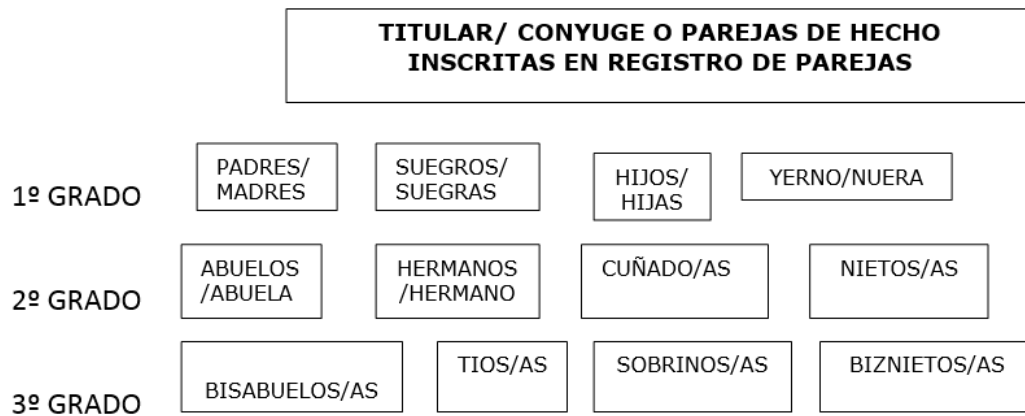 TITULAR/ CONYUGE O PAREJAS DE HECHO
INSCRITAS EN REGISTRO DE PAREJAS
1º GRADO
PADRES/
MADRES
SUEGROS/
SUEGRAS
HIJOS/
HIJAS
YERNO/NUERA
2º GRADO
ABUELOS
/ABUELA
HERMANOS
/HERMANO
CUÑADO/AS
NIETOS/AS
3º GRADO
BISABUELOS/AS
TIOS/AS
SOBRINOS/AS
BIZNIETOS/AS